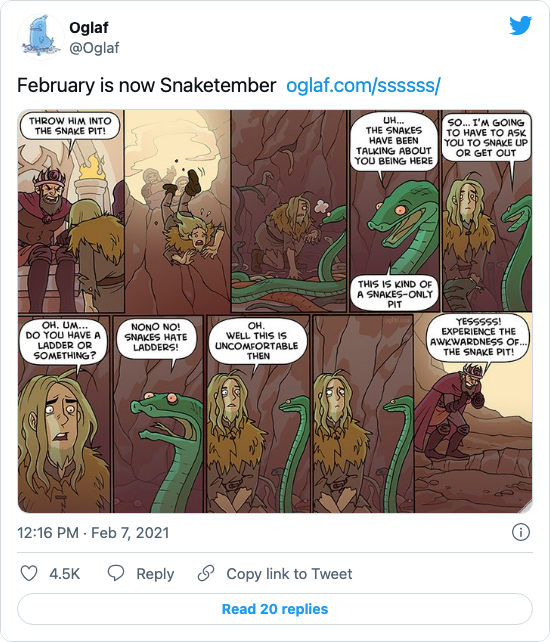 Oglaf
@Oglaf
February is now Snaketember oglaf.com/ssssss/
THROW HIM INTO
THE SNAKE PIT!
UH...
THE SNAKES
HAVE BEEN
TALKING ABOUT
YOU BEING HERE
THIS IS KIND OF
A SNAKES-ONLY
PIT
SO... I'M GOING
TO HAVE TO ASK
YOU TO SNAKE UP
OR GET OUT
OH. UM...
DO YOU HAVE A
LADDER OR
SOMETHING?
NONO NO!
SNAKES HATE
LADDERS!
OH.
WELL THIS IS
UNCOMFORTABLE
THEN
YESSSSS!
EXPERIENCE THE
AWKWARDNESS OF...
THE SNAKE PIT!
12:16 PM · Feb 7, 2021
4.5K Reply Copy link to Tweet
Read 20 replies